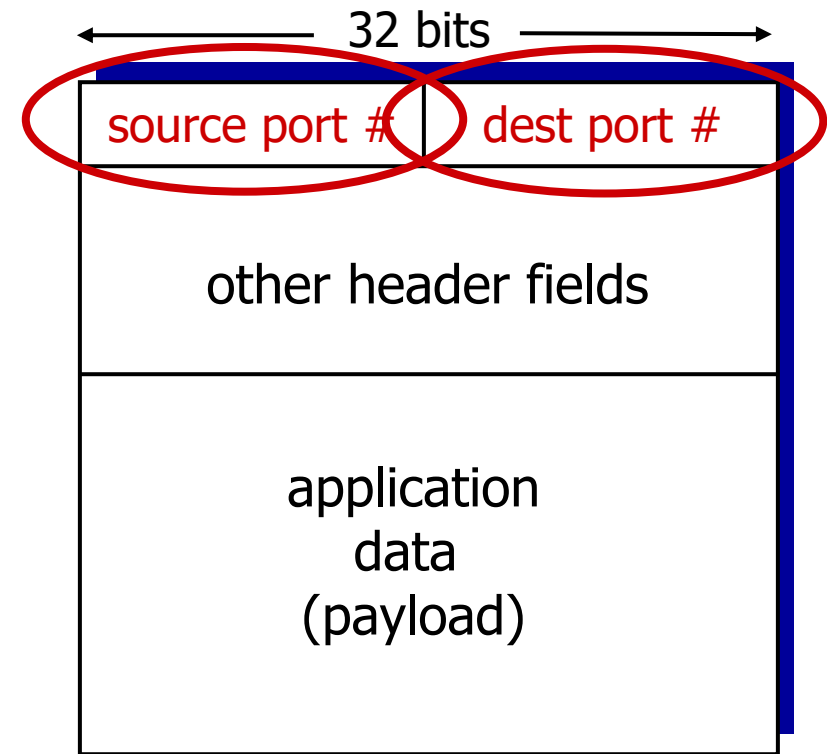 32 bits
source port #
dest port #
other header fields
application
data
(payload)